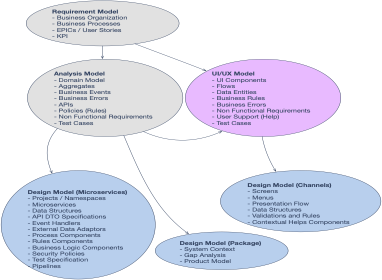 Requirement Model
- Business Organization
- Business Processes
- EPICs / User Stories
- KPI
Analysis Model
- Domain Model
- Aggregates
- Business Events
- Business Errors
- APIs
- Policies (Rules)
- Non Functional Requirements
- Test Cases
UI/UX Model
- UI Components
- Flows
- Data Entities
- Business Rules
- Business Errors
- Non Functional Requirements
- User Support (Help)
- Test Cases
Design Model (Microservices)
- Projects / Namespaces
- Microservices
- Data Structures
- API DTO Specifications
- Event Handlers
- External Data Adaptors
- Process Components
- Rules Components
- Business Logic Components
- Security Policies
- Test Specification
- Pipelines
Design Model (Package)
- System Context
- Gap Analysis
- Product Model
Design Model (Channels)
- Screens
- Menus
- Presentation Flow
- Data Structures
- Validations and Rules
- Contextual Helps Components